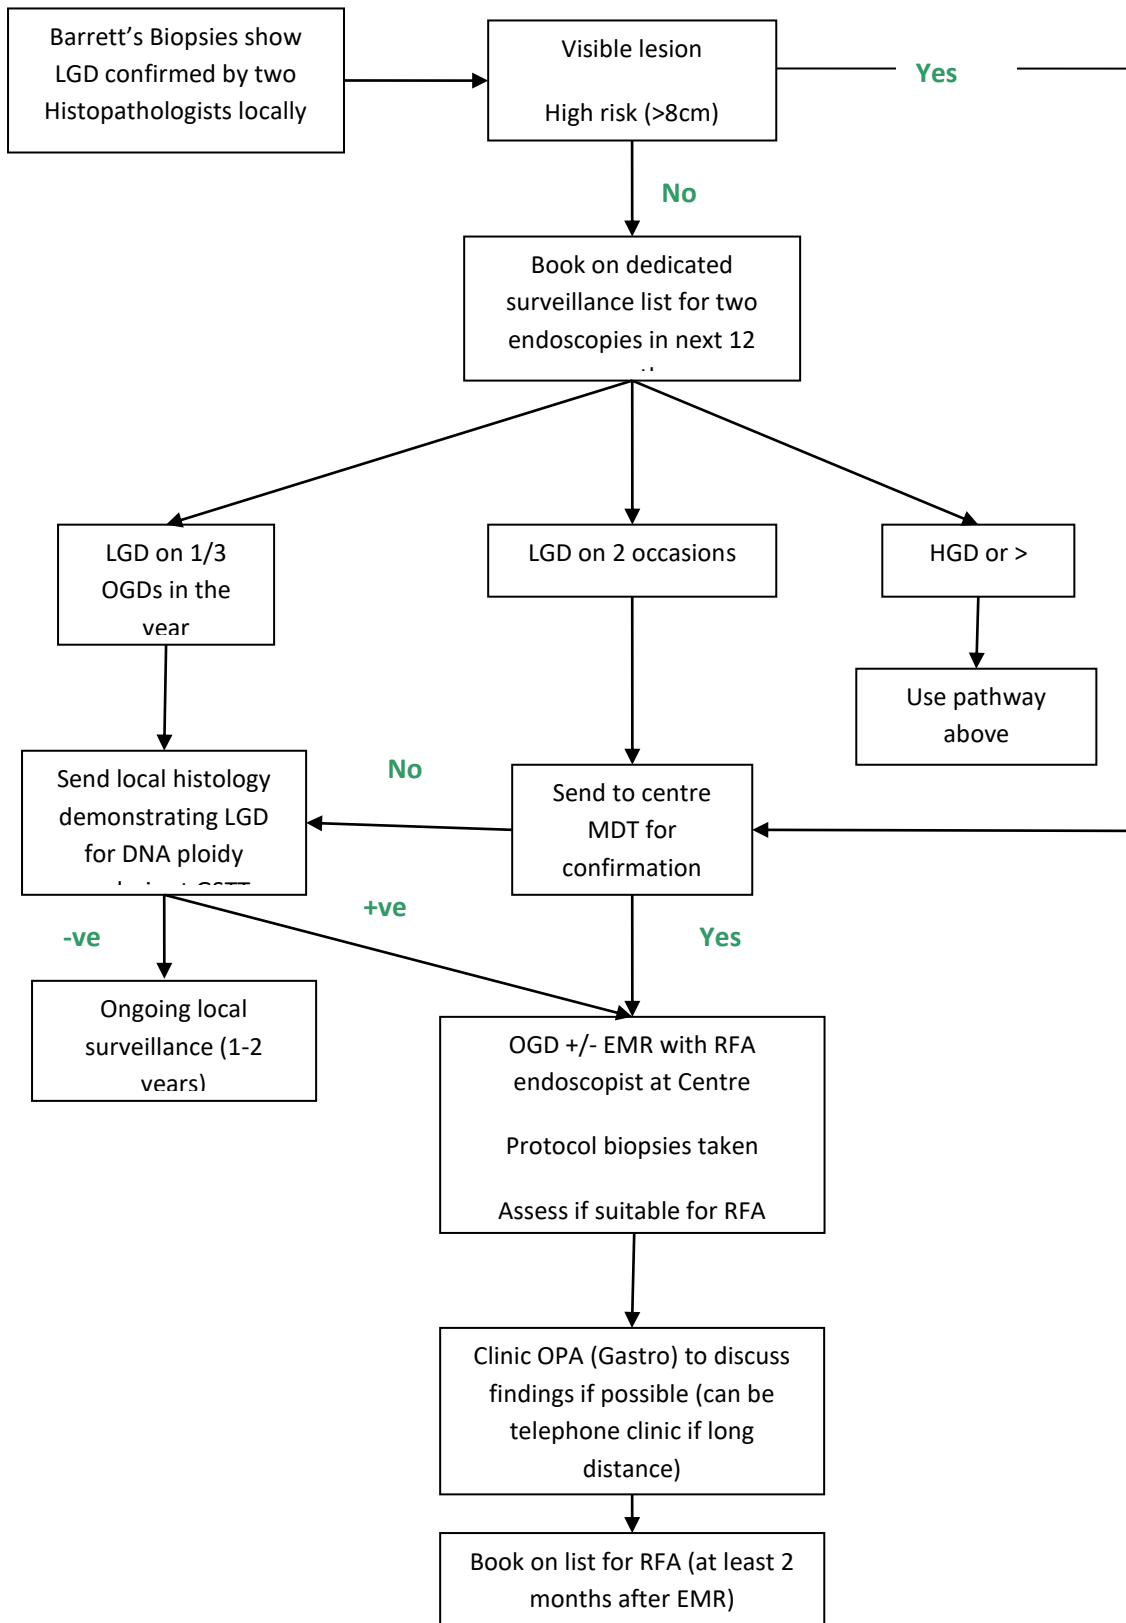 Barrett’s Biopsies show
LGD confirmed by two
Histopathologists locally
Visible lesion
High risk (>8cm)
Yes
No
Book on dedicated
surveillance list for two
endoscopies in next 12
LGD on 1/3
OGDs in the
year
LGD on 2 occasions
HGD or >
Use pathway
above
Send local histology
demonstrating LGD
for DNA ploidy
No
Send to centre
MDT for
confirmation
-ve
+ve
Yes
Ongoing local
surveillance (1-2
years)
OGD +/- EMR with RFA
endoscopist at Centre
Protocol biopsies taken
Assess if suitable for RFA
Clinic OPA (Gastro) to discuss
findings if possible (can be
telephone clinic if long
distance)
Book on list for RFA (at least 2
months after EMR)